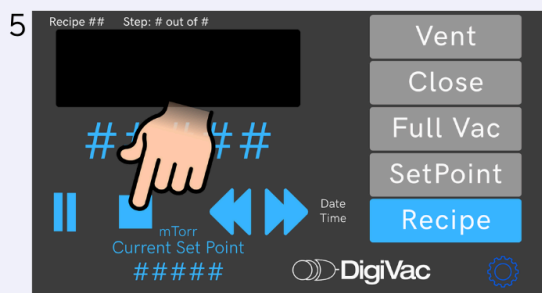 5
Recipe ## Step: # out of #
#####
mTorr
Current Set Point
#####
Date
Time
Vent
Close
Full Vac
SetPoint
Recipe
DigiVac